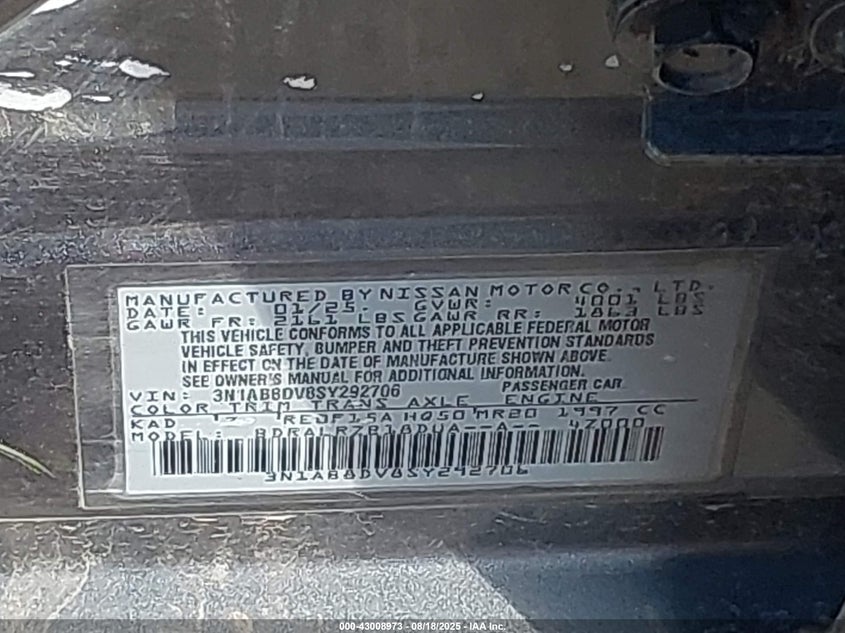 MANUFACTURED BY NISSAN MOTOR CO., LTD.
DATE: 01/25. GVWR: 4001 LBS
GAWR FR: 2161 LBS GAWR RR: 1863 LBS
THIS VEHICLE CONFORMS TO ALL APPLICABLE FEDERAL MOTOR
VEHICLE SAFETY, BUMPER AND THEFT PREVENTION STANDARDS
IN EFFECT ON THE DATE OF MANUFACTURE SHOWN ABOVE.
SEE OWNER'S MANUAL FOR ADDITIONAL INFORMATION.
VIN: 3N1AB8DV8SY292706 PASSENGER CAR
COLOR TRIM TRANS AXLE ENGINE
KAD REJF15A HQ50 MR20 1997 CC
MODEL: 47000
3N1AB8DV8SY292706
000-43008973 - 08/18/2025 - IAA Inc.